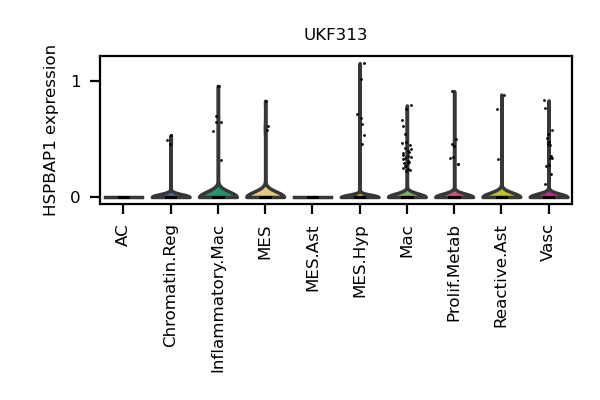 UKF313
HSPBAP1 expression
1
0
AC
Chromatin.Reg
Inflammatory.Mac
MES
MES.Ast
MES.Hyp
Mac
Prolif.Metab
Reactive.Ast
Vasc